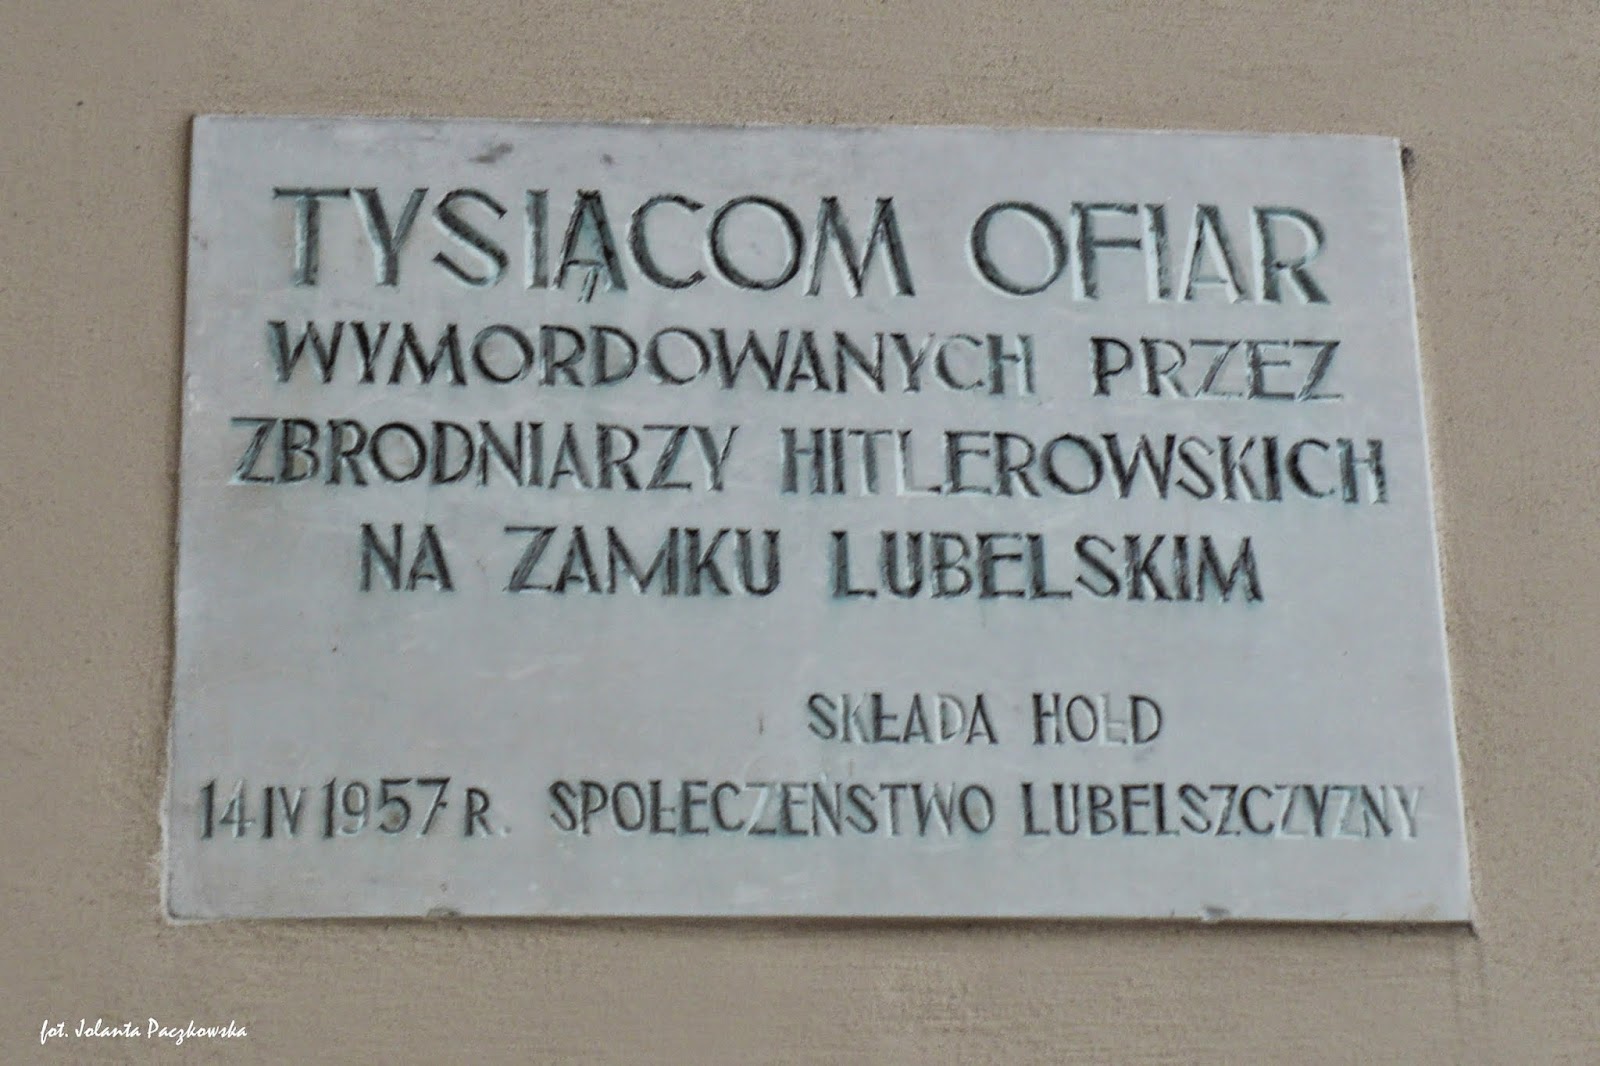 TYSIĄCOM OFIAR
WYMORDOWANYCH PRZEZ
ZBRODNIARZY HITLEROWSKICH
NA ZAMKU LUBELSKIM
SKŁADA HOŁD
14 IV 1957 R. SPOŁECZEŃSTWO LUBELSZCZYZNY
fot. Jolanta Paczkowska